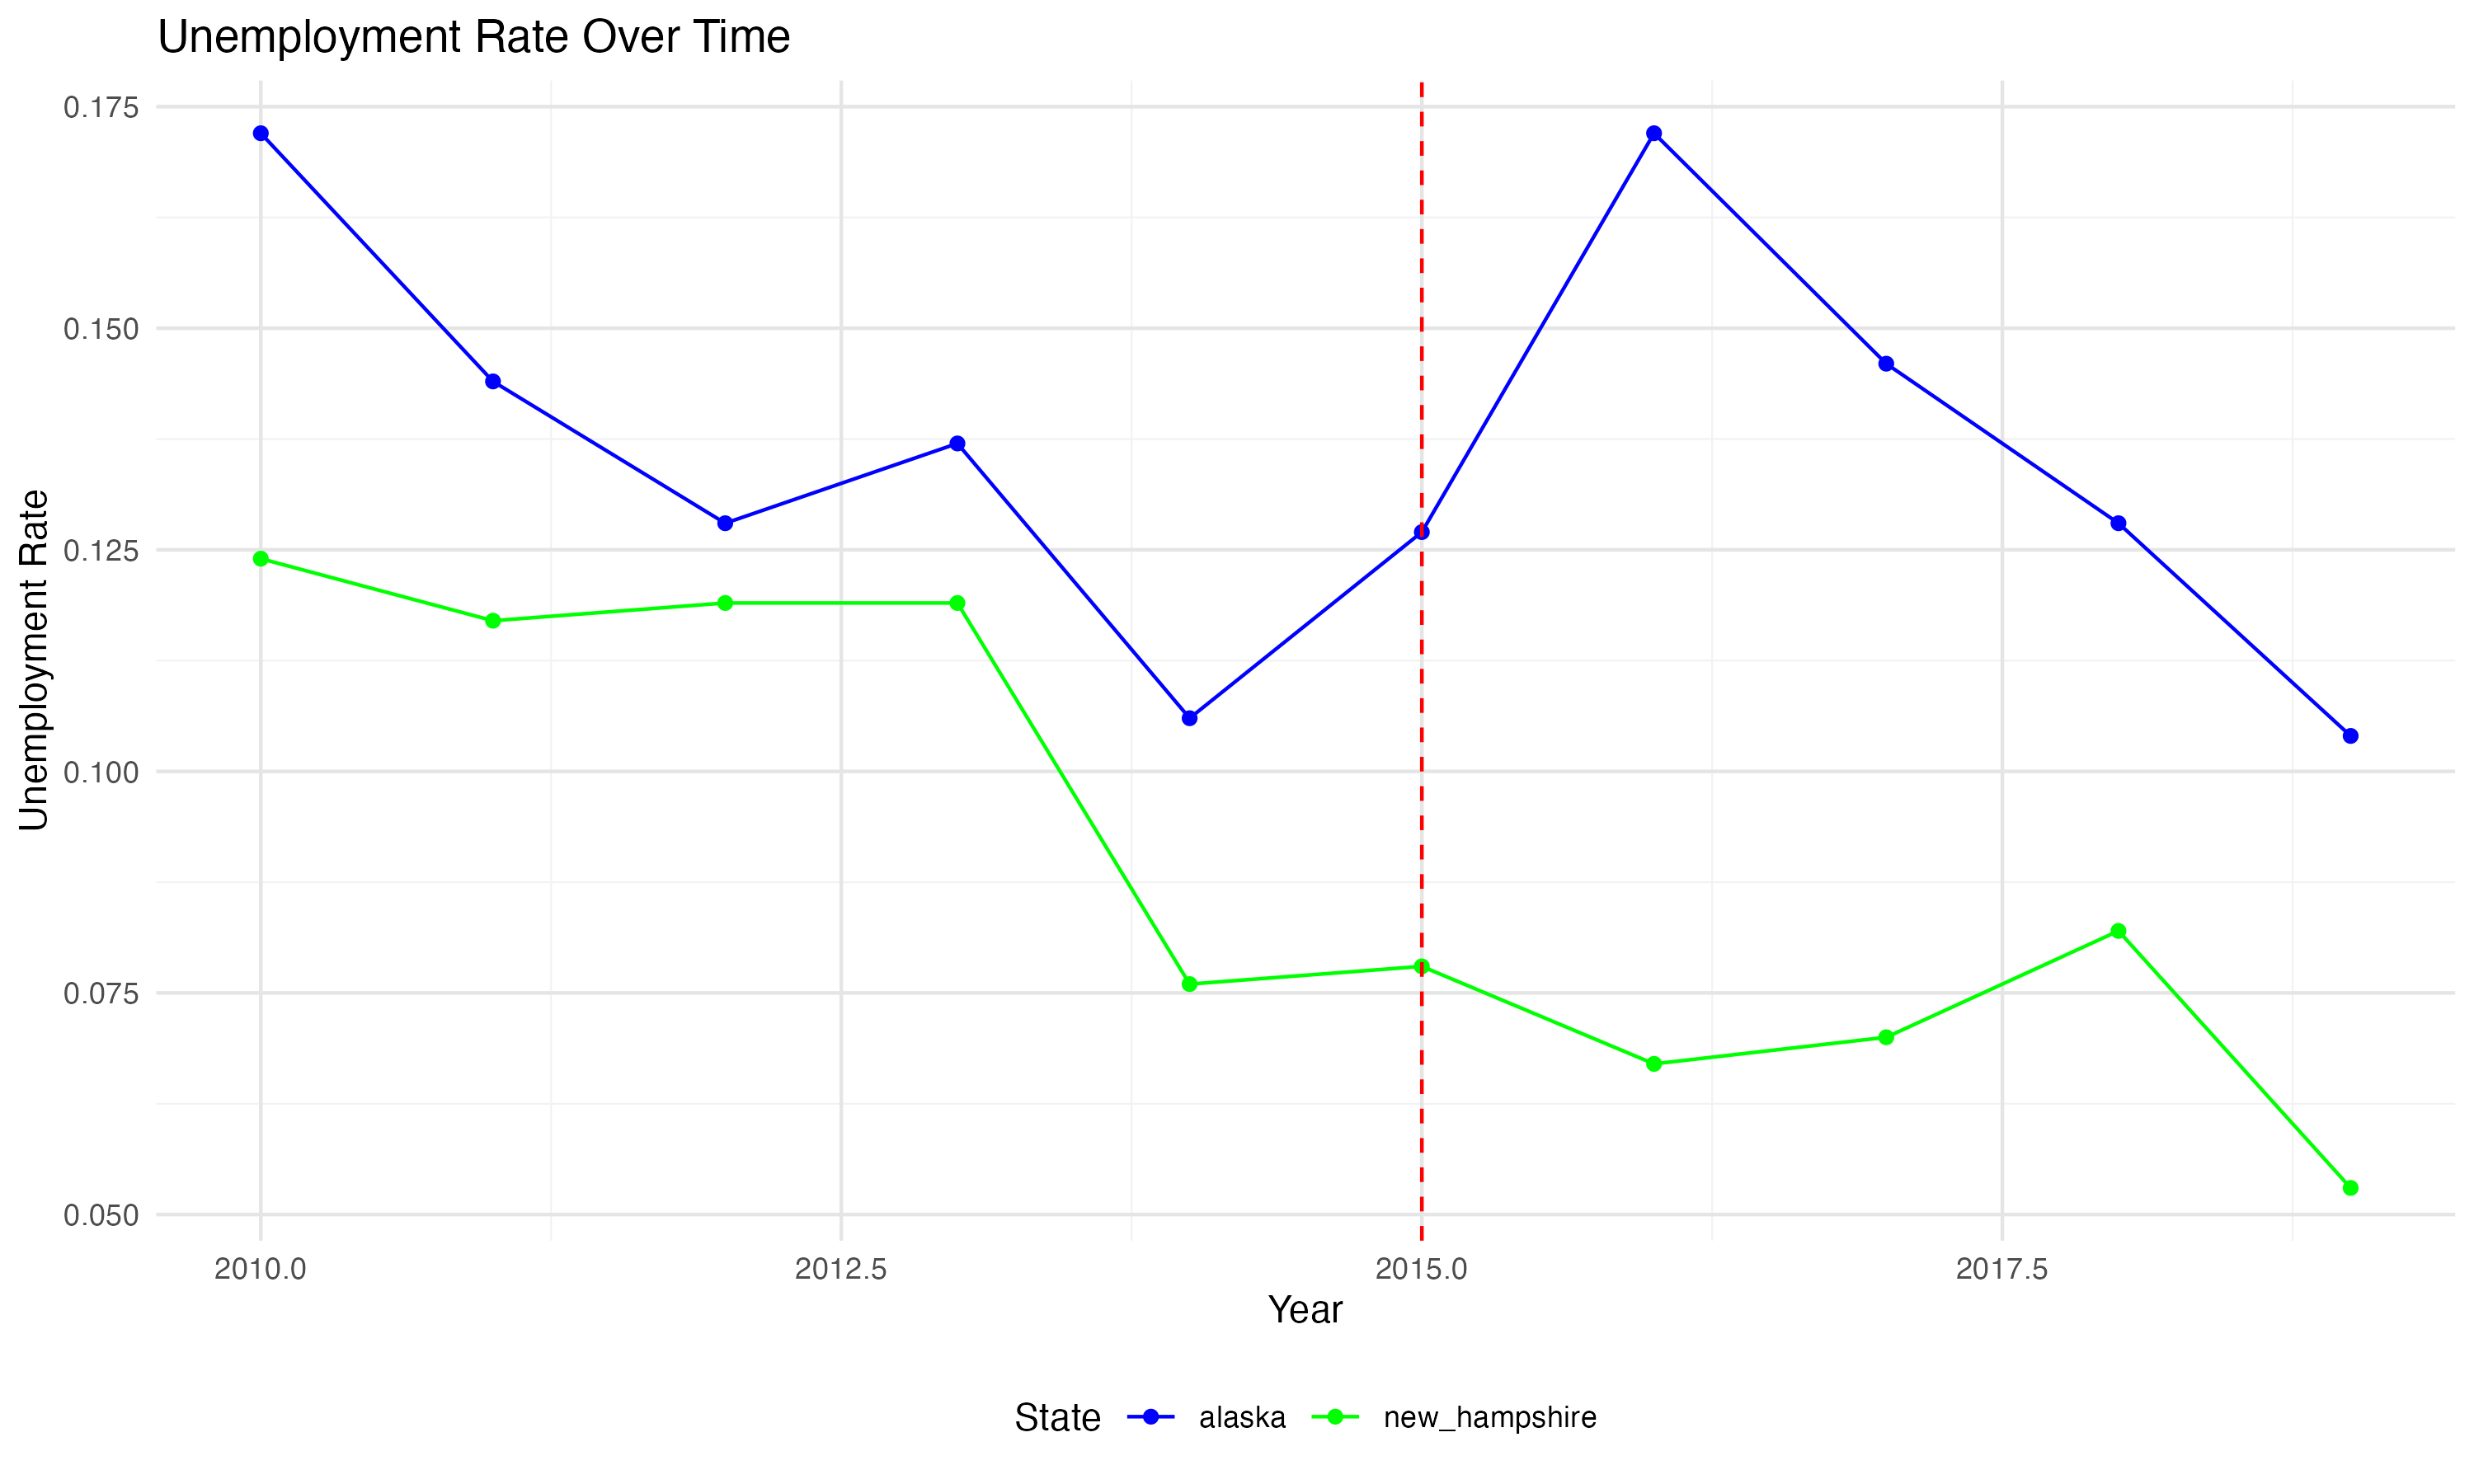 Unemployment Rate Over Time
Unemployment Rate
0.175
0.150
0.125
0.100
0.075
0.050
2010.0 2012.5 2015.0 2017.5
Year
State alaska new_hampshire